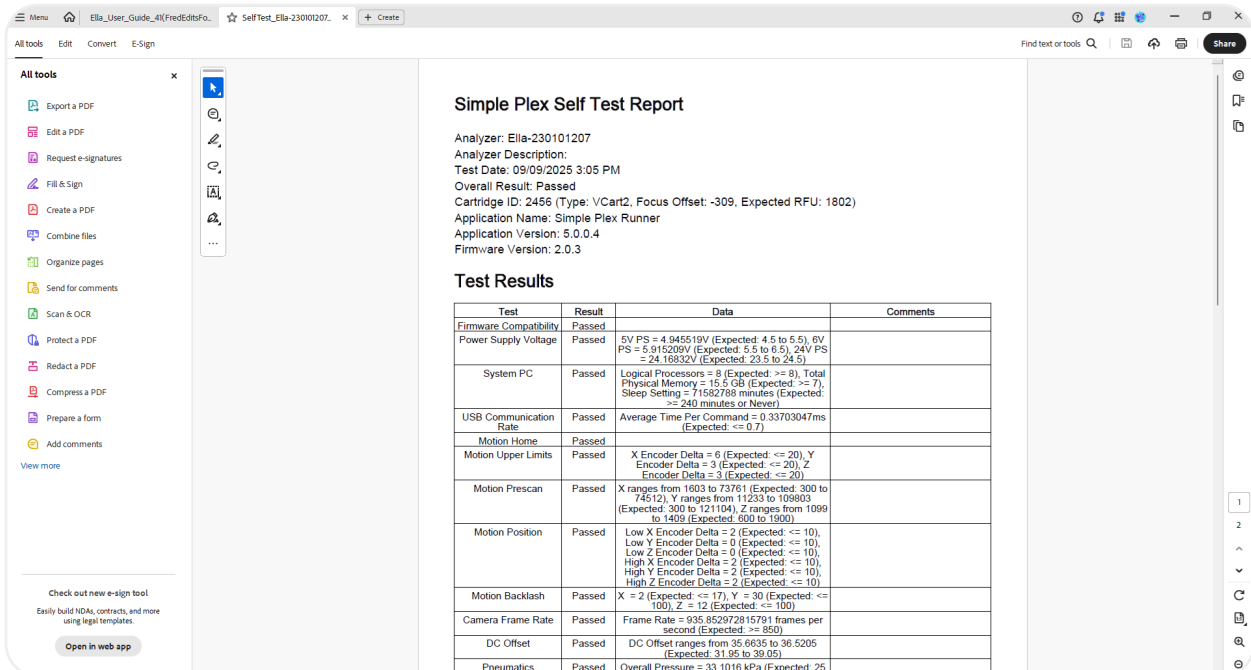 Menu
Ella_User_Guide_41(FredEditsFo...
SelfTest_Ella-230101207...
+ Create
All tools
Edit
Convert
E-Sign
Find text or tools
Share
All tools
Export a PDF
Edit a PDF
Request e-signatures
Fill & Sign
Create a PDF
Combine files
Organize pages
Send for comments
Scan & OCR
Protect a PDF
Redact a PDF
Compress a PDF
Prepare a form
Add comments
View more
Check out new e-sign tool
Easily build NDAs, contracts, and more
using legal templates.
Open in web app
Simple Plex Self Test Report
Analyzer: Ella-230101207
Analyzer Description:
Test Date: 09/09/2025 3:05 PM
Overall Result: Passed
Cartridge ID: 2456 (Type: VCart2, Focus Offset: -309, Expected RFU: 1802)
Application Name: Simple Plex Runner
Application Version: 5.0.0.4
Firmware Version: 2.0.3
Test Results
Test Result Data Comments
Firmware Compatibility Passed
Power Supply Voltage Passed 5V PS = 4.945519V (Expected: 4.5 to 5.5), 6V
PS = 5.915209V (Expected: 5.5 to 6.5), 24V PS
= 24.16832V (Expected: 23.5 to 24.5)
System PC Passed Logical Processors = 8 (Expected: >= 8), Total
Physical Memory = 15.5 GB (Expected: >= 7),
Sleep Setting = 71582788 minutes (Expected:
>= 240 minutes or Never)
USB Communication Passed Average Time Per Command = 0.33703047ms
Rate (Expected: <= 0.7)
Motion Home Passed
Motion Upper Limits Passed X Encoder Delta = 6 (Expected: <= 20), Y
Encoder Delta = 3 (Expected: <= 20), Z
Encoder Delta = 3 (Expected: <= 20)
Motion Prescan Passed X ranges from 1603 to 73761 (Expected: 300 to
74512), Y ranges from 11233 to 109803
(Expected: 300 to 121104), Z ranges from 1099
to 1409 (Expected: 600 to 1900)
Motion Position Passed Low X Encoder Delta = 2 (Expected: <= 10),
Low Y Encoder Delta = 0 (Expected: <= 10),
Low Z Encoder Delta = 0 (Expected: <= 10),
High X Encoder Delta = 2 (Expected: <= 10),
High Y Encoder Delta = 2 (Expected: <= 10),
High Z Encoder Delta = 2 (Expected: <= 10)
Motion Backlash Passed X = 2 (Expected: <= 17), Y = 30 (Expected: <=
100), Z = 12 (Expected: <= 100)
Camera Frame Rate Passed Frame Rate = 935.852972815791 frames per
second (Expected: >= 850)
DC Offset Passed DC Offset ranges from 35.6635 to 36.5205
(Expected: 31.95 to 39.05)
Pneumatics Passed Overall Pressure = 33.1016 kPa (Expected: 25
1
2